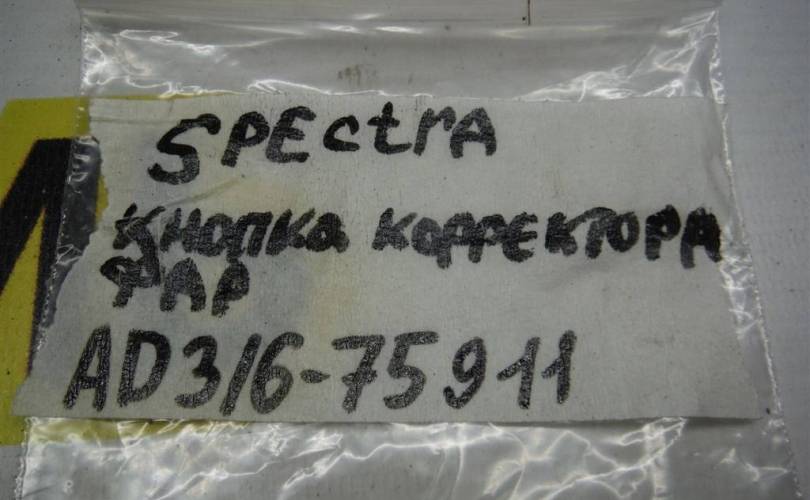 SPEctrA
КНОПКа КОРРЕКТОРА
ФАР
AD316-75911